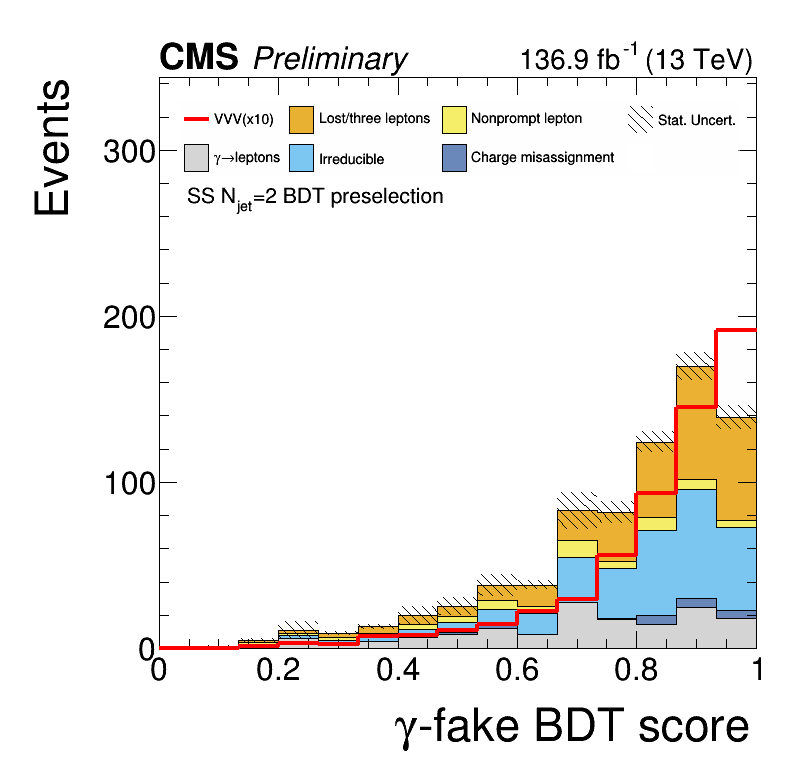 CMS Preliminary 136.9 fb-1 (13 TeV)
Events
VVV(x10) Lost/three leptons Nonprompt lepton Stat. Uncert.
γ→leptons Irreducible Charge misassignment
SS Njet=2 BDT preselection
300
200
100
0
0 0.2 0.4 0.6 0.8 1
γ-fake BDT score